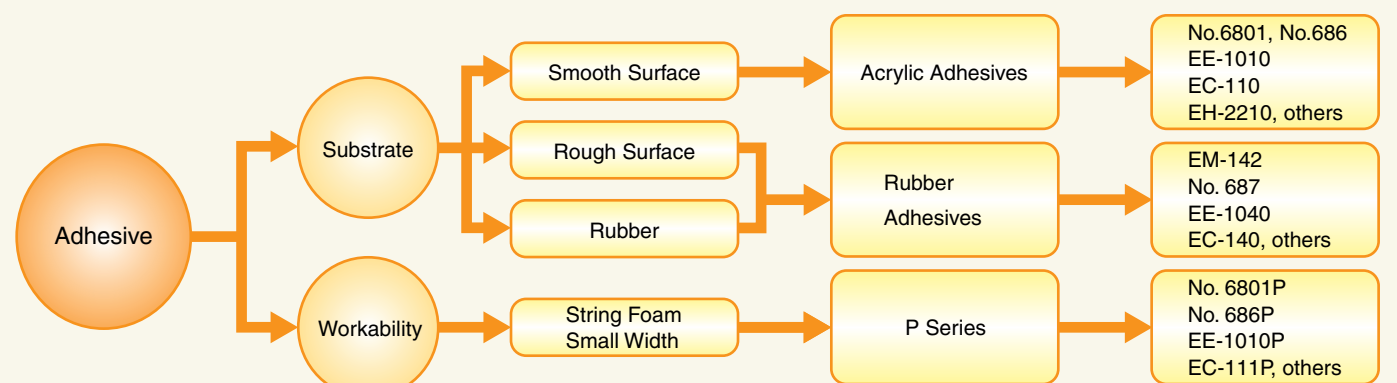 Adhesive
Substrate
Workability
Smooth Surface
Rough Surface
Rubber
String Foam
Small Width
Acrylic Adhesives
Rubber
Adhesives
P Series
No.6801, No.686
EE-1010
EC-110
EH-2210, others
EM-142
No. 687
EE-1040
EC-140, others
No. 6801P
No. 686P
EE-1010P
EC-111P, others